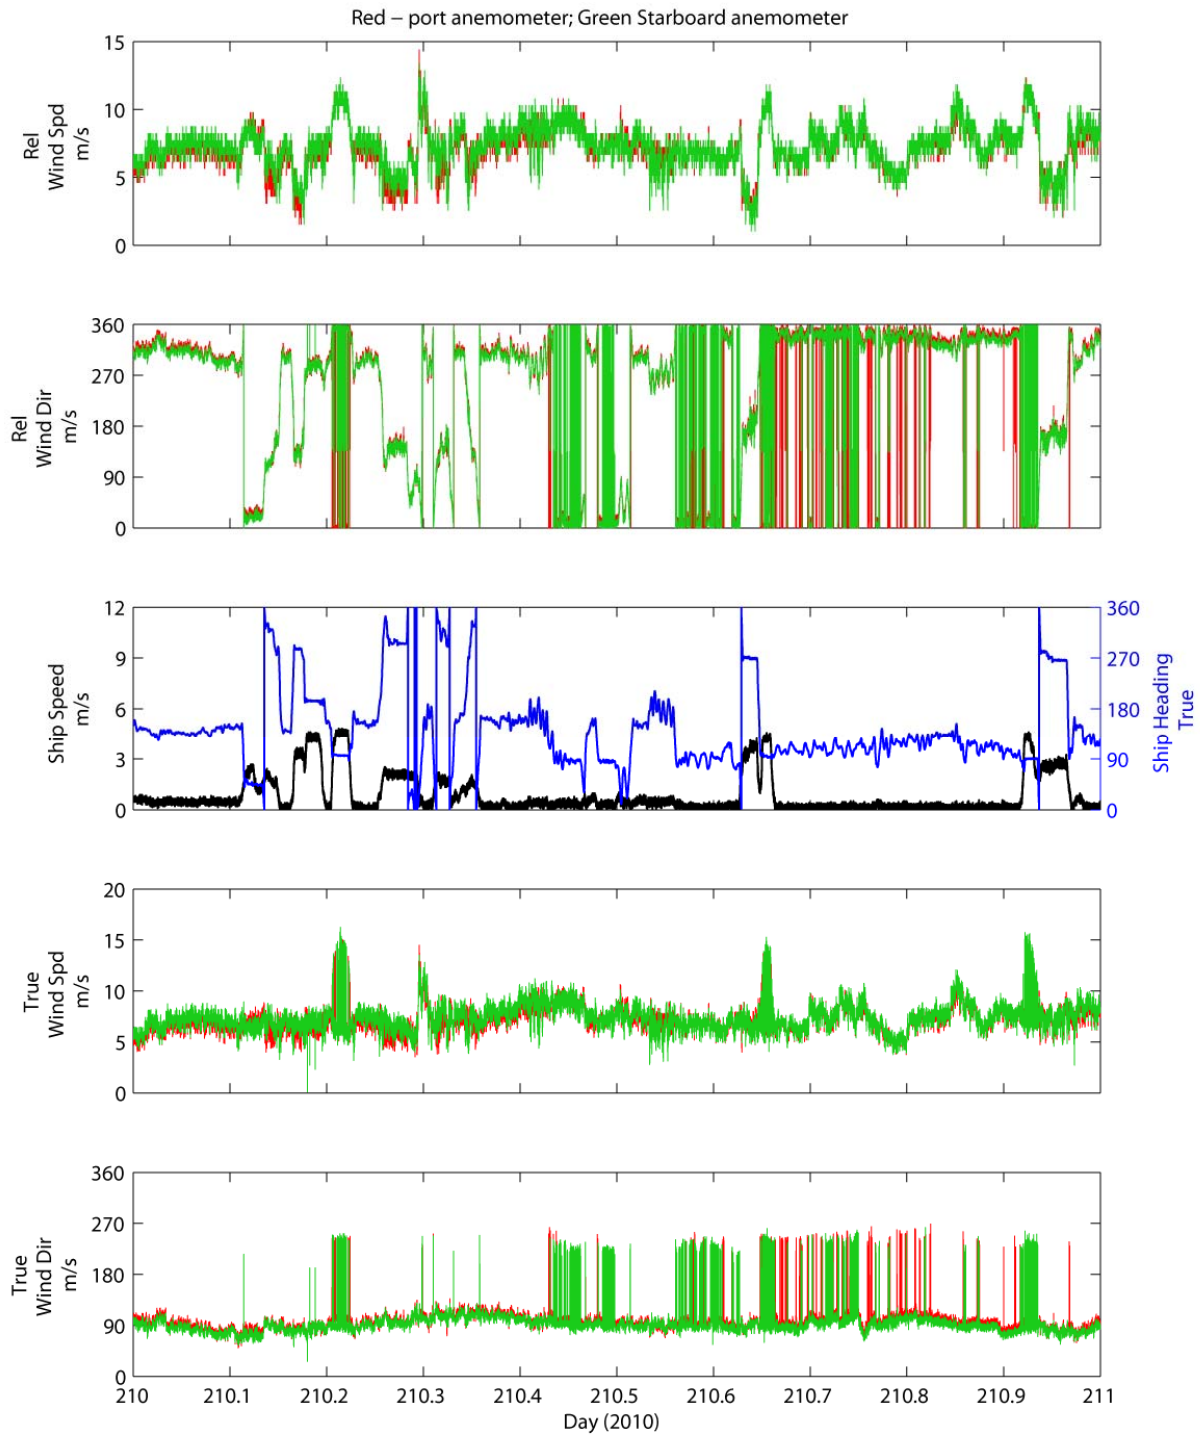 Red – port anemometer; Green Starboard anemometer
15
10
5
0
Rel
Wind Spd
m/s
360
270
180
90
0
Rel
Wind Dir
m/s
12
9
6
3
0
Ship Speed
m/s
360
270
180
90
0
Ship Heading
True
20
15
10
5
0
True
Wind Spd
m/s
360
270
180
90
0
True
Wind Dir
m/s
210 210.1 210.2 210.3 210.4 210.5 210.6 210.7 210.8 210.9 211
Day (2010)